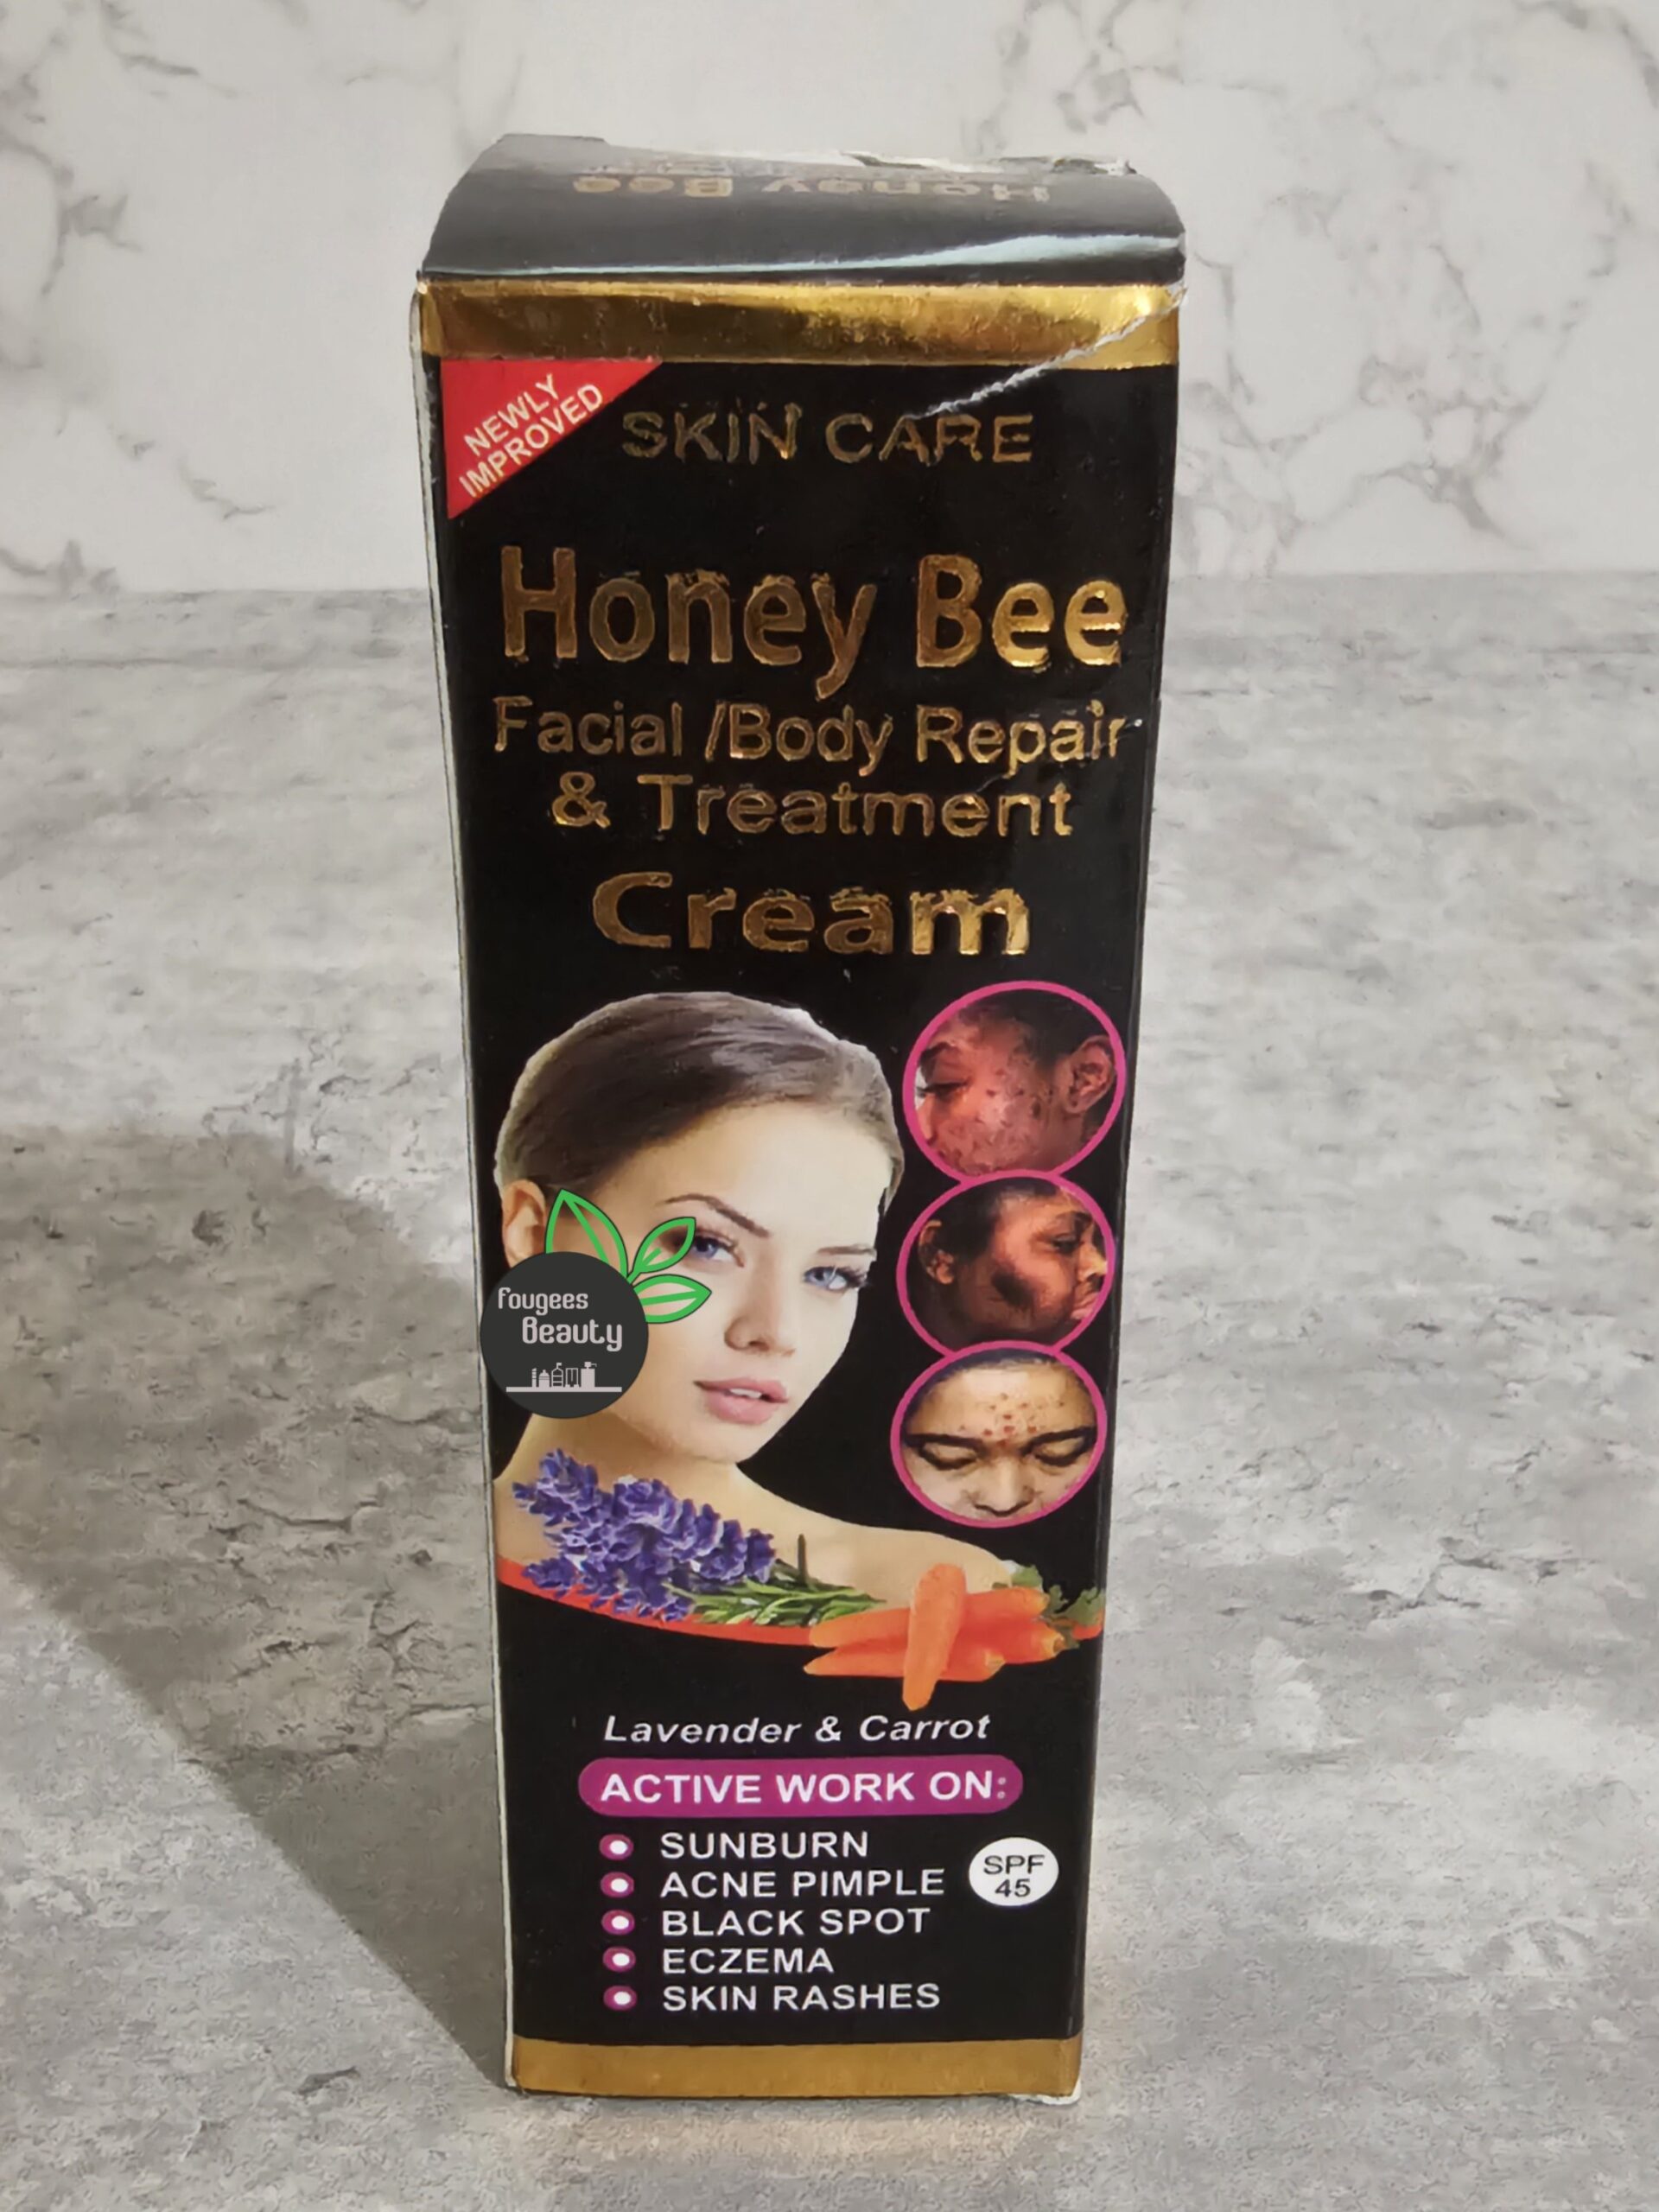 Honey Bee
NEWLY
IMPROVED
SKIN CARE
Honey Bee
Facial /Body Repair
& Treatment
Cream
fougees
Beauty
Lavender & Carrot
ACTIVE WORK ON:
SUNBURN
ACNE PIMPLE
BLACK SPOT
ECZEMA
SKIN RASHES
SPF
45